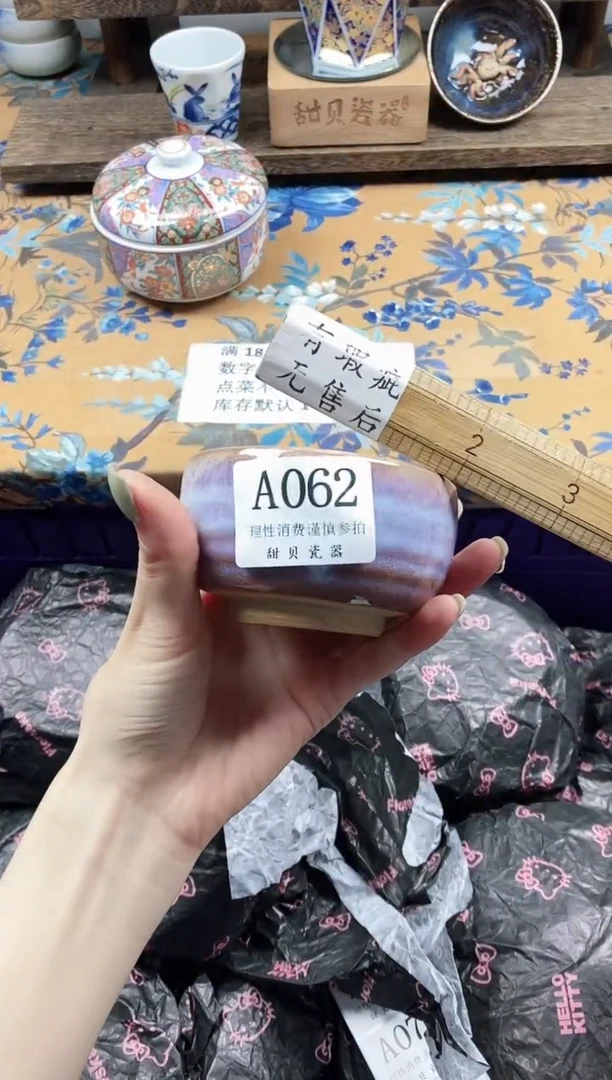 甜贝瓷器
满 18
数字
点菜
库存默认 1
有瑕疵
无售后
2
3
A062
理性消费谨慎参拍
甜贝瓷器
HELLO
KITTY
A07